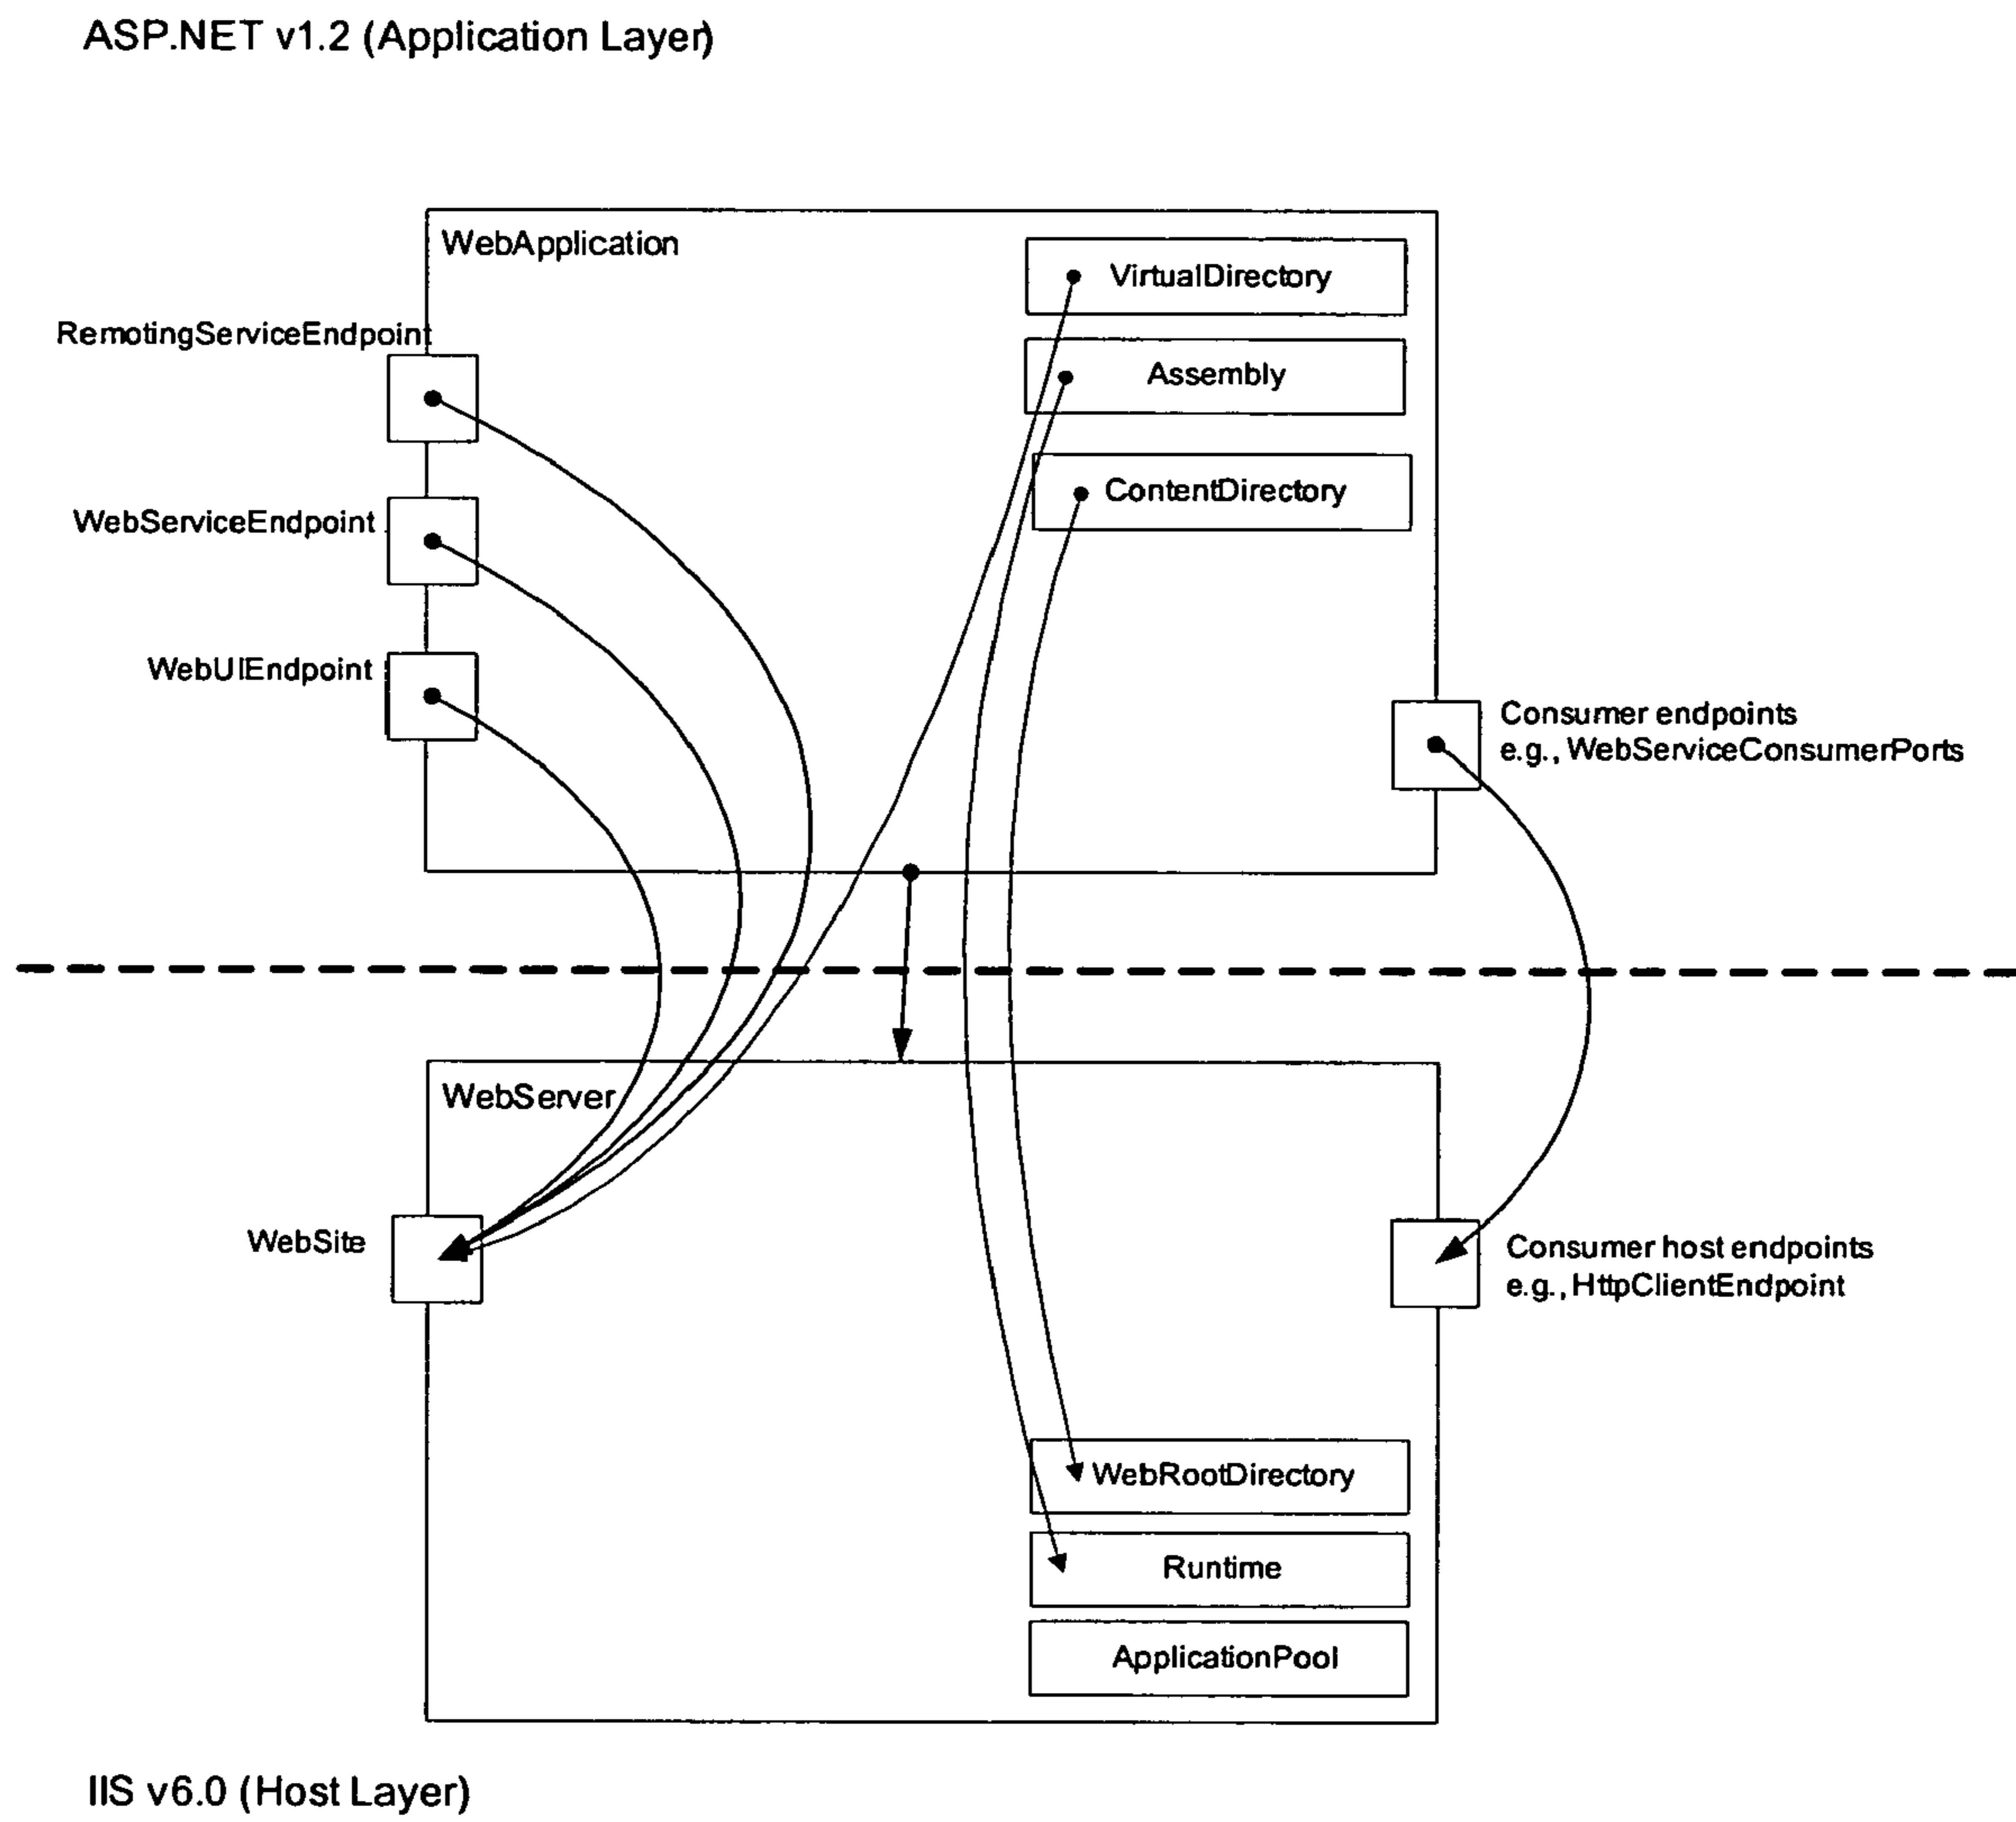 ASP.NET v1.2 (Application Layer)
WebApplication
VirtualDirectory
RemotingServiceEndpoint
Assembly
ContentDirectory
WebServiceEndpoint
WebUIEndpoint
Consumer endpoints
e.g., WebServiceConsumerPorts
WebServer
WebSite
Consumer host endpoints
e.g., HttpClientEndpoint
WebRootDirectory
Runtime
ApplicationPool
IIS v6.0 (Host Layer)